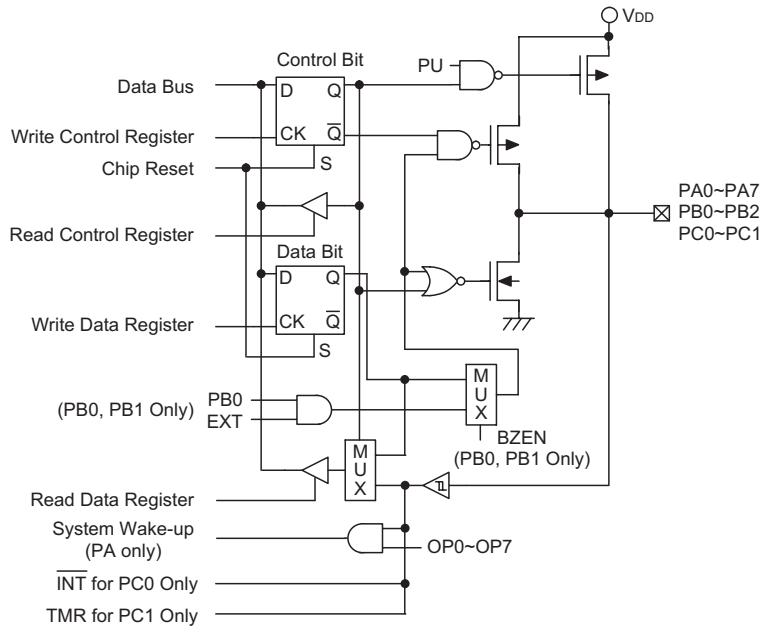 VDD
Control Bit
PU
Data Bus
D
Q
Write Control Register
CK
Q̅
Chip Reset
S
PA0~PA7
PB0~PB2
PC0~PC1
Read Control Register
Data Bit
D
Q
Write Data Register
CK
Q̅
S
M
U
X
PB0
(PB0, PB1 Only)
EXT
BZEN
(PB0, PB1 Only)
M
U
X
Read Data Register
System Wake-up
(PA only)
OP0~OP7
I̅N̅T̅ for PC0 Only
TMR for PC1 Only